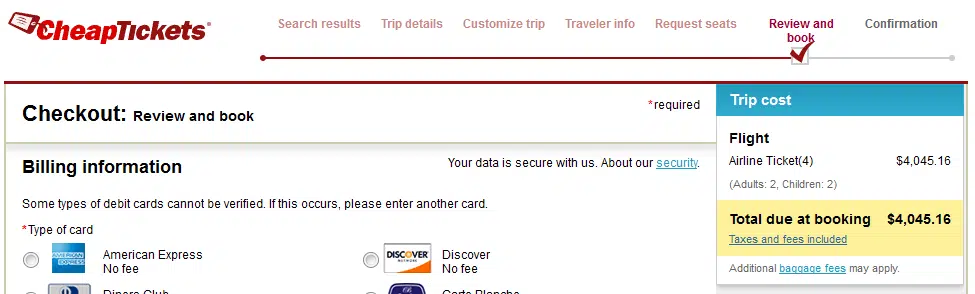 CheapTickets
Search results
Trip details
Customize trip
Traveler info
Request seats
Review and
book
Confirmation
Checkout: Review and book
*required
Billing information
Your data is secure with us. About our security.
Some types of debit cards cannot be verified. If this occurs, please enter another card.
*Type of card
AMERICAN
EXPRESS
American Express
No fee
DISCOVER
NETWORK
Discover
No fee
Diners Club
Carte Blanche
Trip cost
Flight
Airline Ticket(4) $4,045.16
(Adults: 2, Children: 2)
Total due at booking $4,045.16
Taxes and fees included
Additional baggage fees may apply.